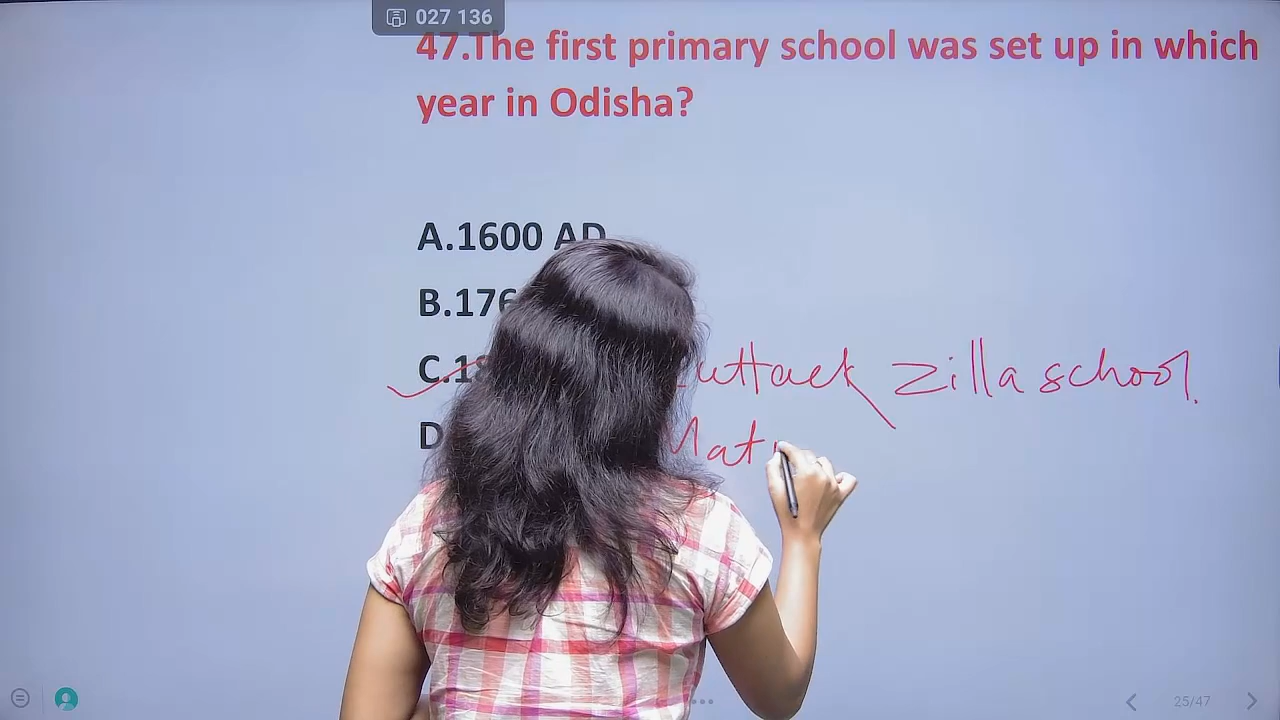 027 136
47.The first primary school was set up in which
year in Odisha?
A.1600 AD
B.176
C.1 uttack Zilla school.
D Mat
25/47